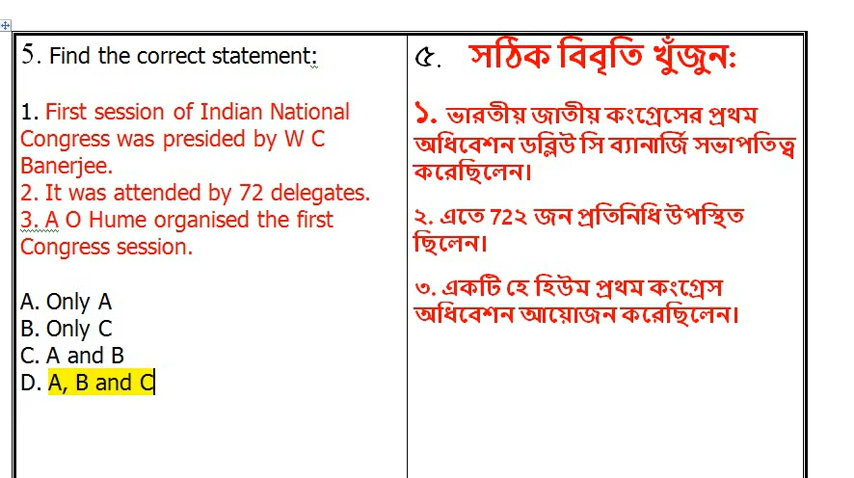 5. Find the correct statement:
1. First session of Indian National
Congress was presided by W C
Banerjee.
2. It was attended by 72 delegates.
3. A O Hume organised the first
Congress session.
A. Only A
B. Only C
C. A and B
D. A, B and C
৫. সঠিক বিবৃতি খুঁজুন:
১. ভারতীয় জাতীয় কংগ্রেসের প্রথম
অধিবেশন ডব্লিউ সি ব্যানার্জি সভাপতিত্ব
করেছিলেন।
২. এতে 72২ জন প্রতিনিধি উপস্থিত
ছিলেন।
৩. একটি হে হিউম প্রথম কংগ্রেস
অধিবেশন আয়োজন করেছিলেন।